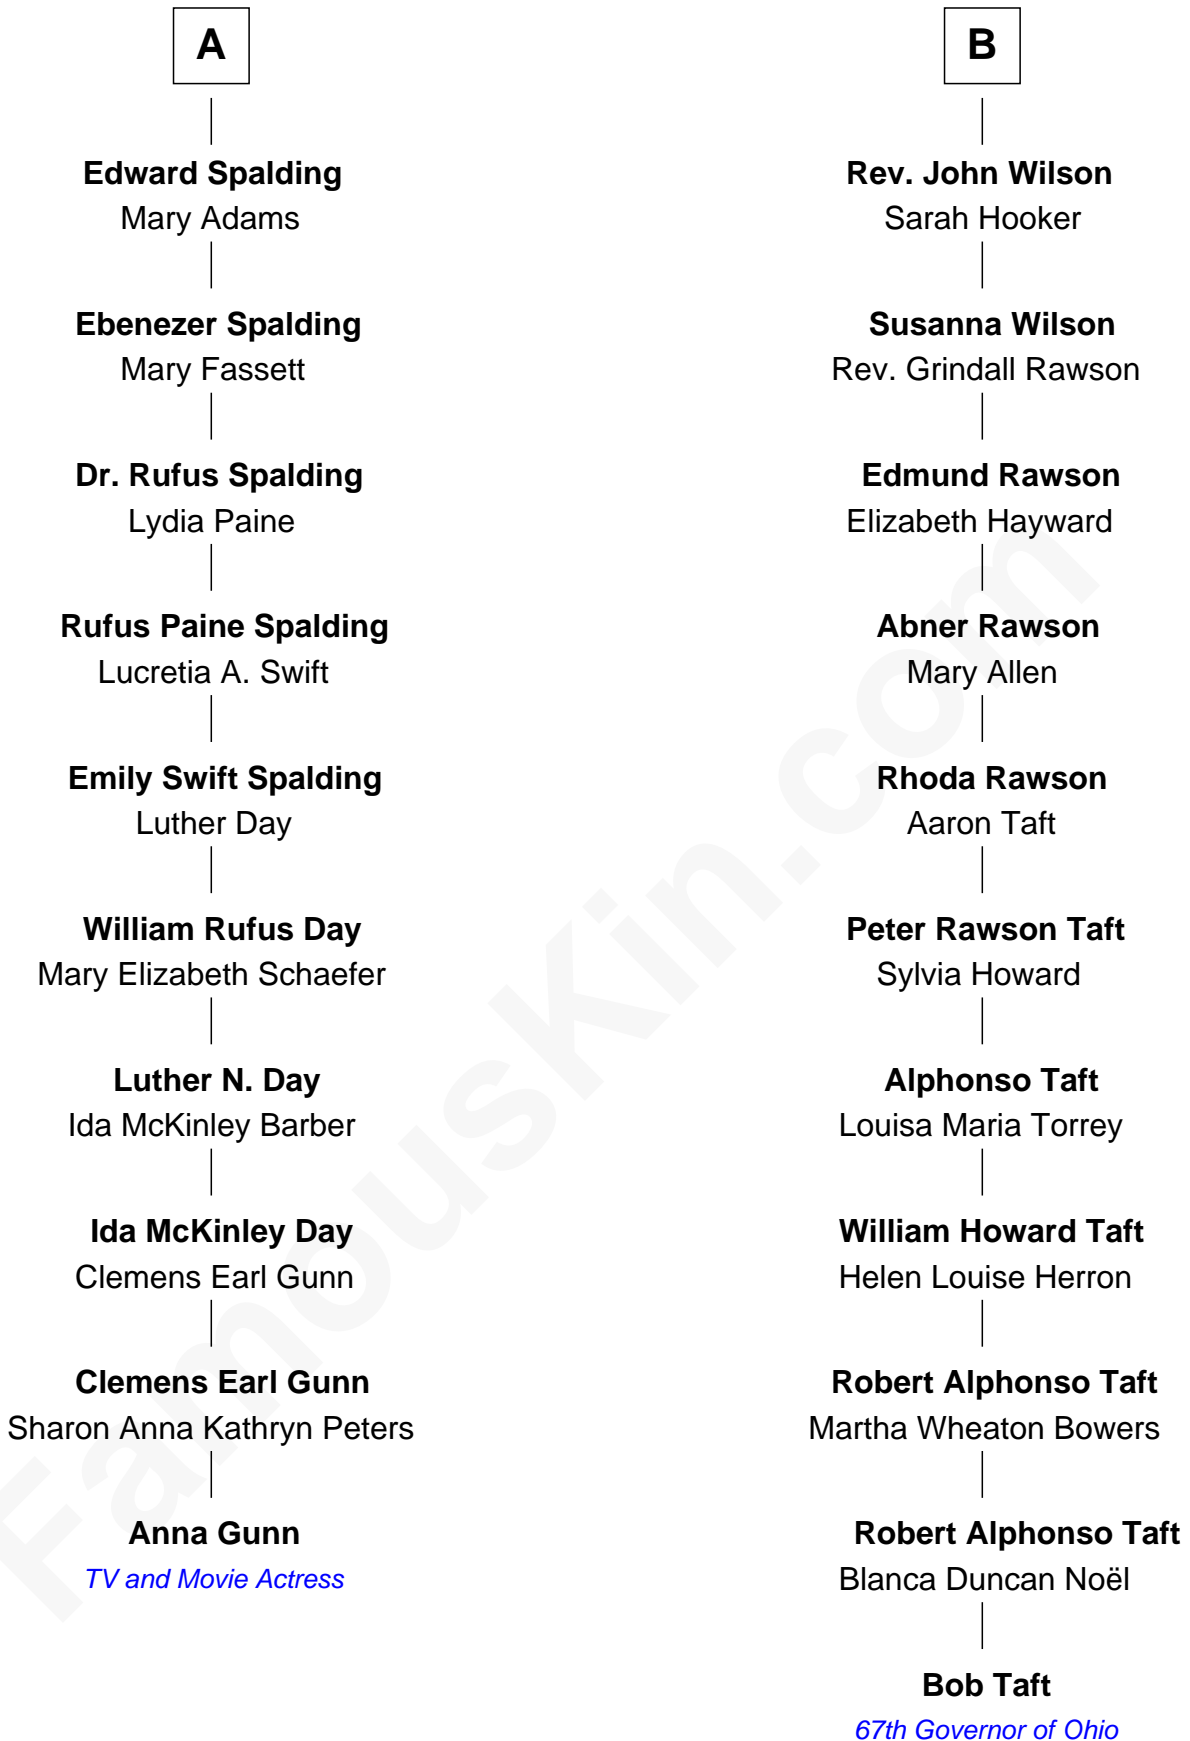 A
Edward Spalding
Mary Adams
Ebenezer Spalding
Mary Fassett
Dr. Rufus Spalding
Lydia Paine
Rufus Paine Spalding
Lucretia A. Swift
Emily Swift Spalding
Luther Day
William Rufus Day
Mary Elizabeth Schaefer
Luther N. Day
Ida McKinley Barber
Ida McKinley Day
Clemens Earl Gunn
Clemens Earl Gunn
Sharon Anna Kathryn Peters
Anna Gunn
TV and Movie Actress
B
Rev. John Wilson
Sarah Hooker
Susanna Wilson
Rev. Grindall Rawson
Edmund Rawson
Elizabeth Hayward
Abner Rawson
Mary Allen
Rhoda Rawson
Aaron Taft
Peter Rawson Taft
Sylvia Howard
Alphonso Taft
Louisa Maria Torrey
William Howard Taft
Helen Louise Herron
Robert Alphonso Taft
Martha Wheaton Bowers
Robert Alphonso Taft
Blanca Duncan Noël
Bob Taft
67th Governor of Ohio
FamousKin.com